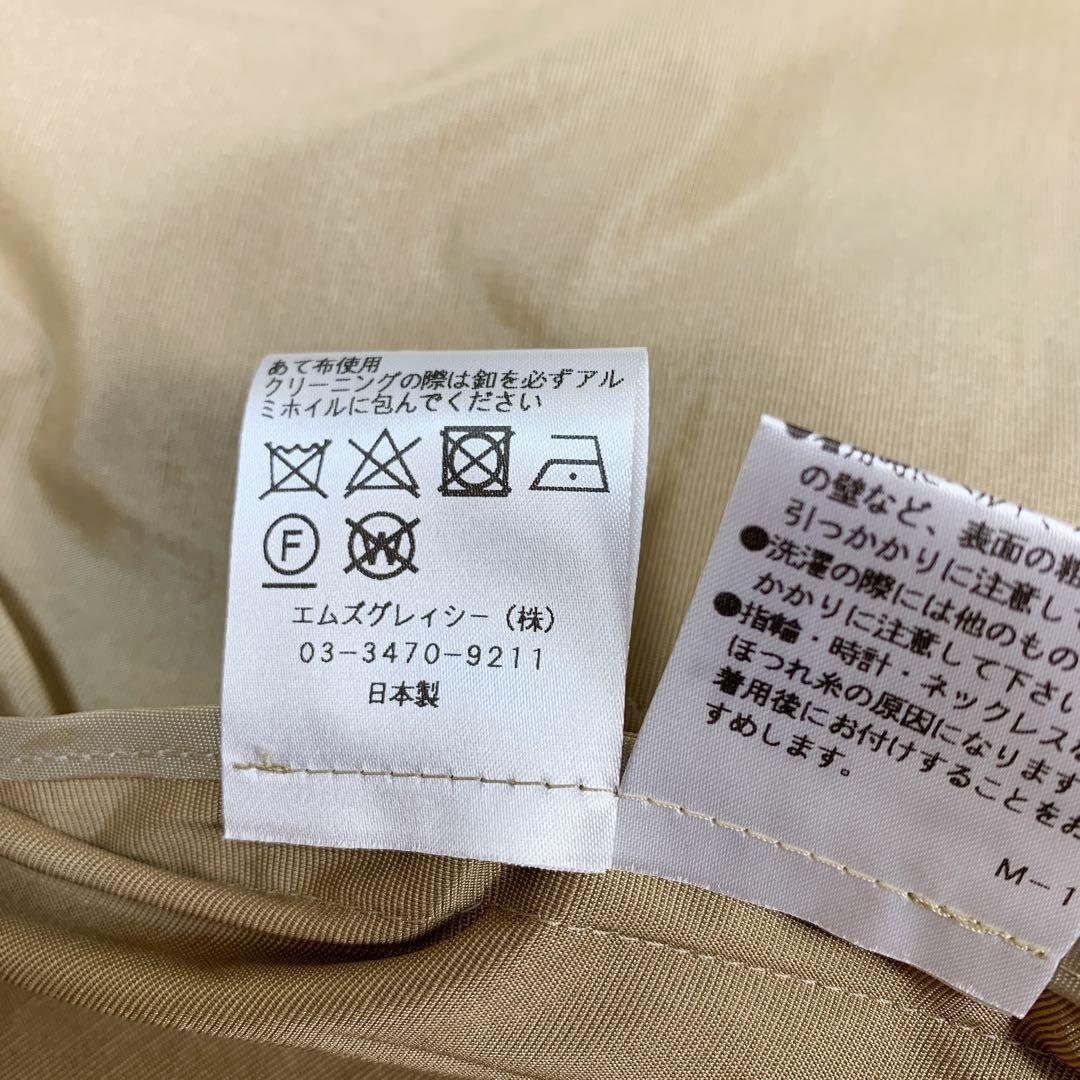 あて布使用
クリーニングの際は釦を必ずアル
ミホイルに包んでください
F
W
エムズグレイシー(株)
03-3470-9211
日本製
の壁など、表面の粗
引っかかりに注意して
●洗濯の際には他のもの
かかりに注意して下さい
●指輪・時計・ネックレスな
ほつれ糸の原因になります
着用後にお付けすることをお
すめします。
M-1